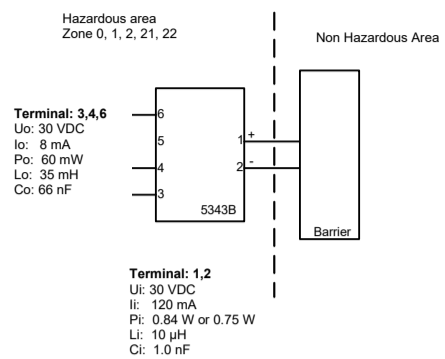 Hazardous area
Zone 0, 1, 2, 21, 22
Non Hazardous Area
Terminal: 3,4,6
Uo: 30 VDC
Io: 8 mA
Po: 60 mW
Lo: 35 mH
Co: 66 nF
6
5
4
3
1
+
2
-
5343B
Barrier
Terminal: 1,2
Ui: 30 VDC
Ii: 120 mA
Pi: 0.84 W or 0.75 W
Li: 10 µH
Ci: 1.0 nF